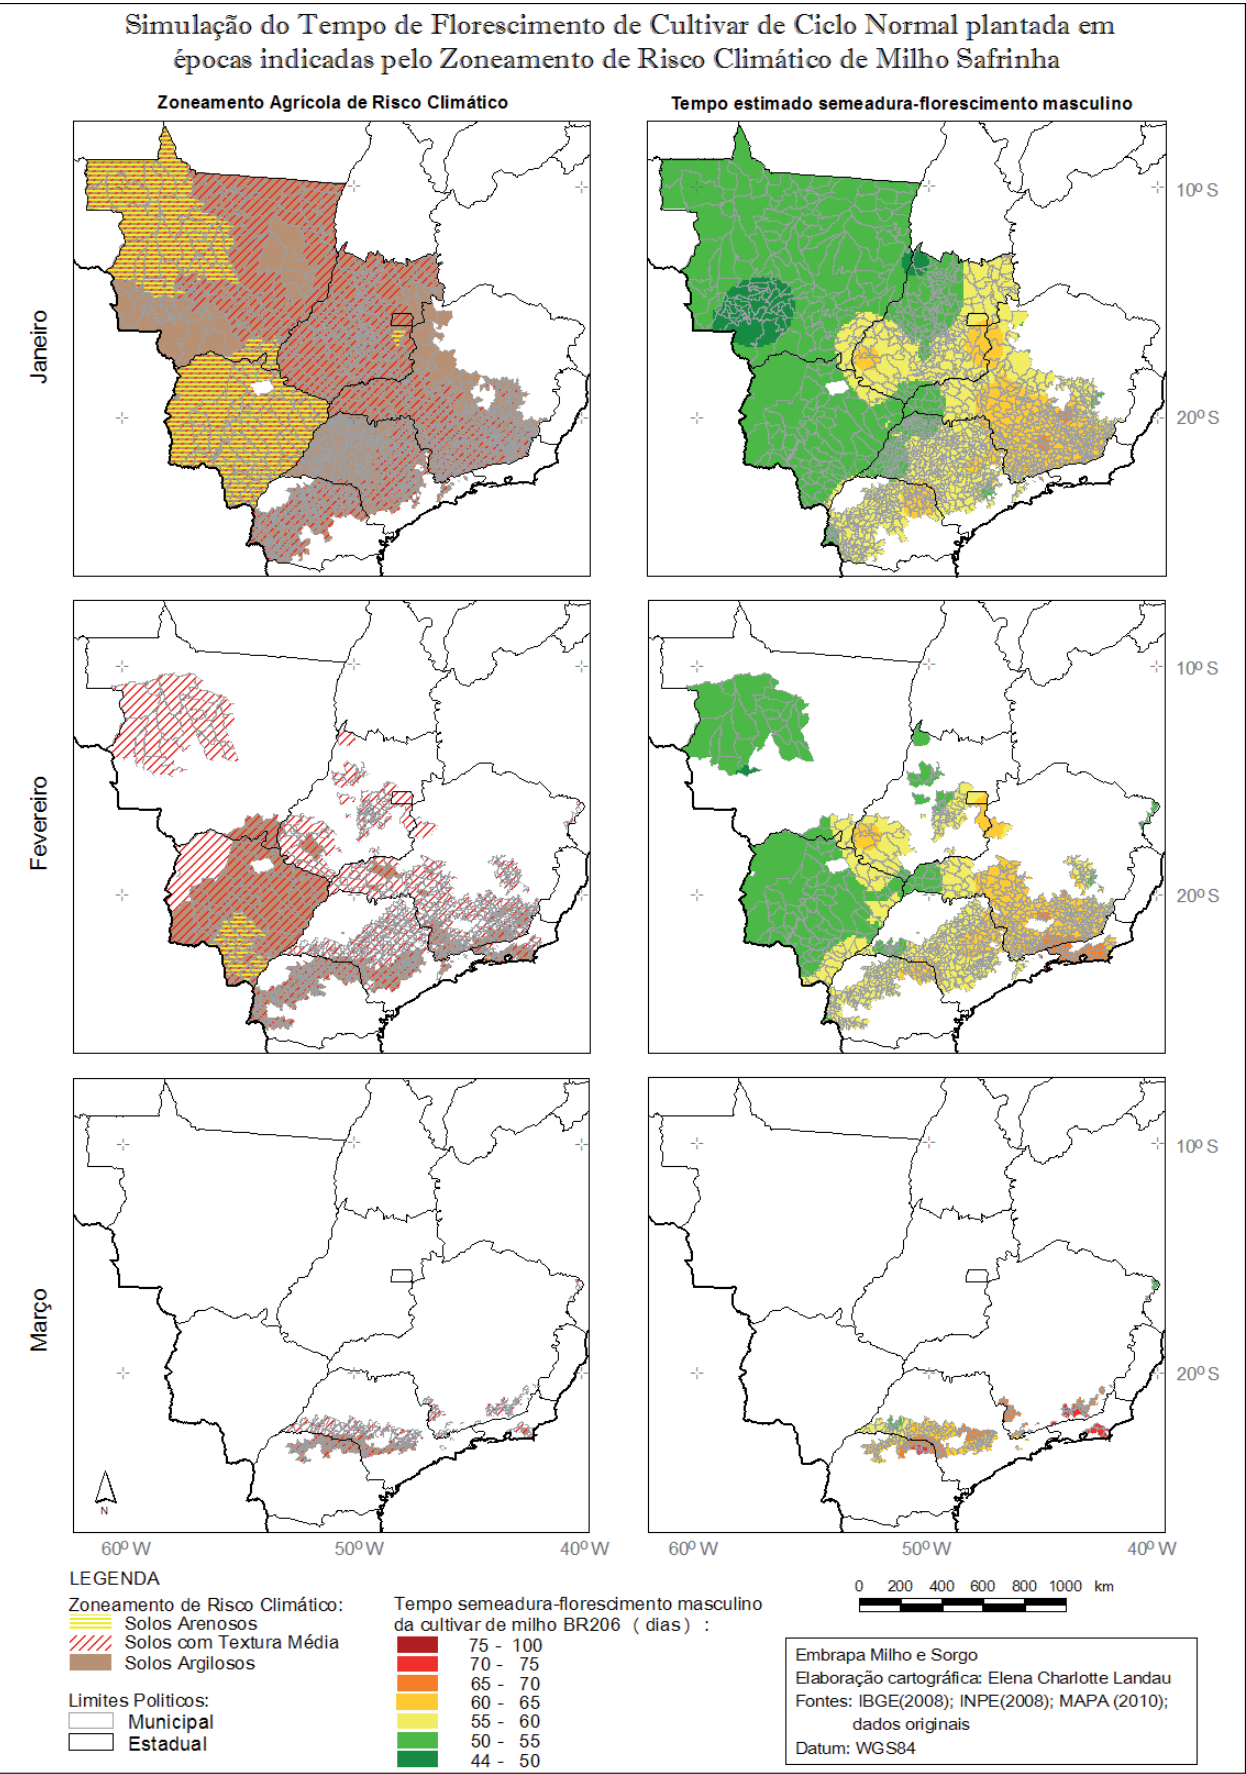 Simulação do Tempo de Florescimento de Cultivar de Ciclo Normal plantada em
épocas indicadas pelo Zoneamento de Risco Climático de Milho Safrinha
Zoneamento Agrícola de Risco Climático
Tempo estimado semeadura-florescimento masculino
Janeiro
10º S
20º S
Fevereiro
10º S
20º S
Março
10º S
20º S
N
60º W
50º W
40º W
60º W
50º W
40º W
LEGENDA
Zoneamento de Risco Climático:
Solos Arenosos
Solos com Textura Média
Solos Argilosos
Limites Politicos:
Municipal
Estadual
Tempo semeadura-florescimento masculino
da cultivar de milho BR206 ( dias ) :
75 - 100
70 - 75
65 - 70
60 - 65
55 - 60
50 - 55
44 - 50
0 200 400 600 800 1000 km
Embrapa Milho e Sorgo
Elaboração cartográfica: Elena Charlotte Landau
Fontes: IBGE(2008); INPE(2008); MAPA (2010);
dados originais
Datum: WGS84